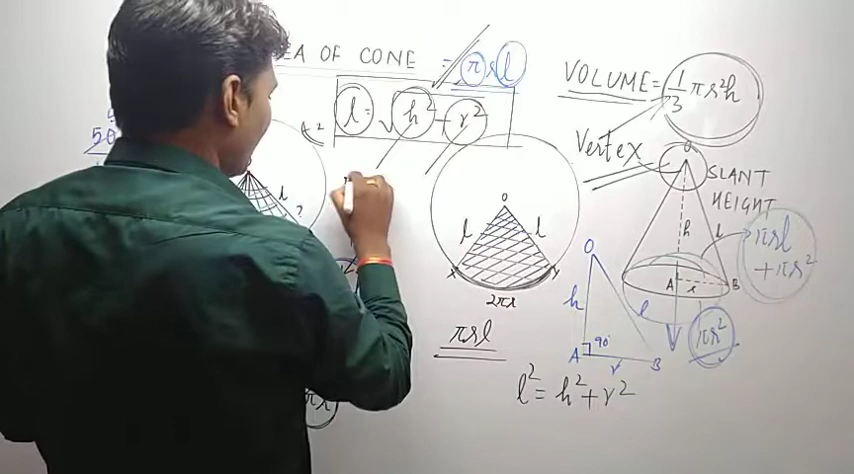 EA OF CONE = πrl
l = √h² + r²
VOLUME = 1/3 πr²h
Vertex
O
SLANT
HEIGHT
h
l
A
r
B
πrl
+ πr²
πr²
l
?
O
l
l
X
Y
2πr
πrl
O
h
l
90°
A
r
B
l² = h² + r²